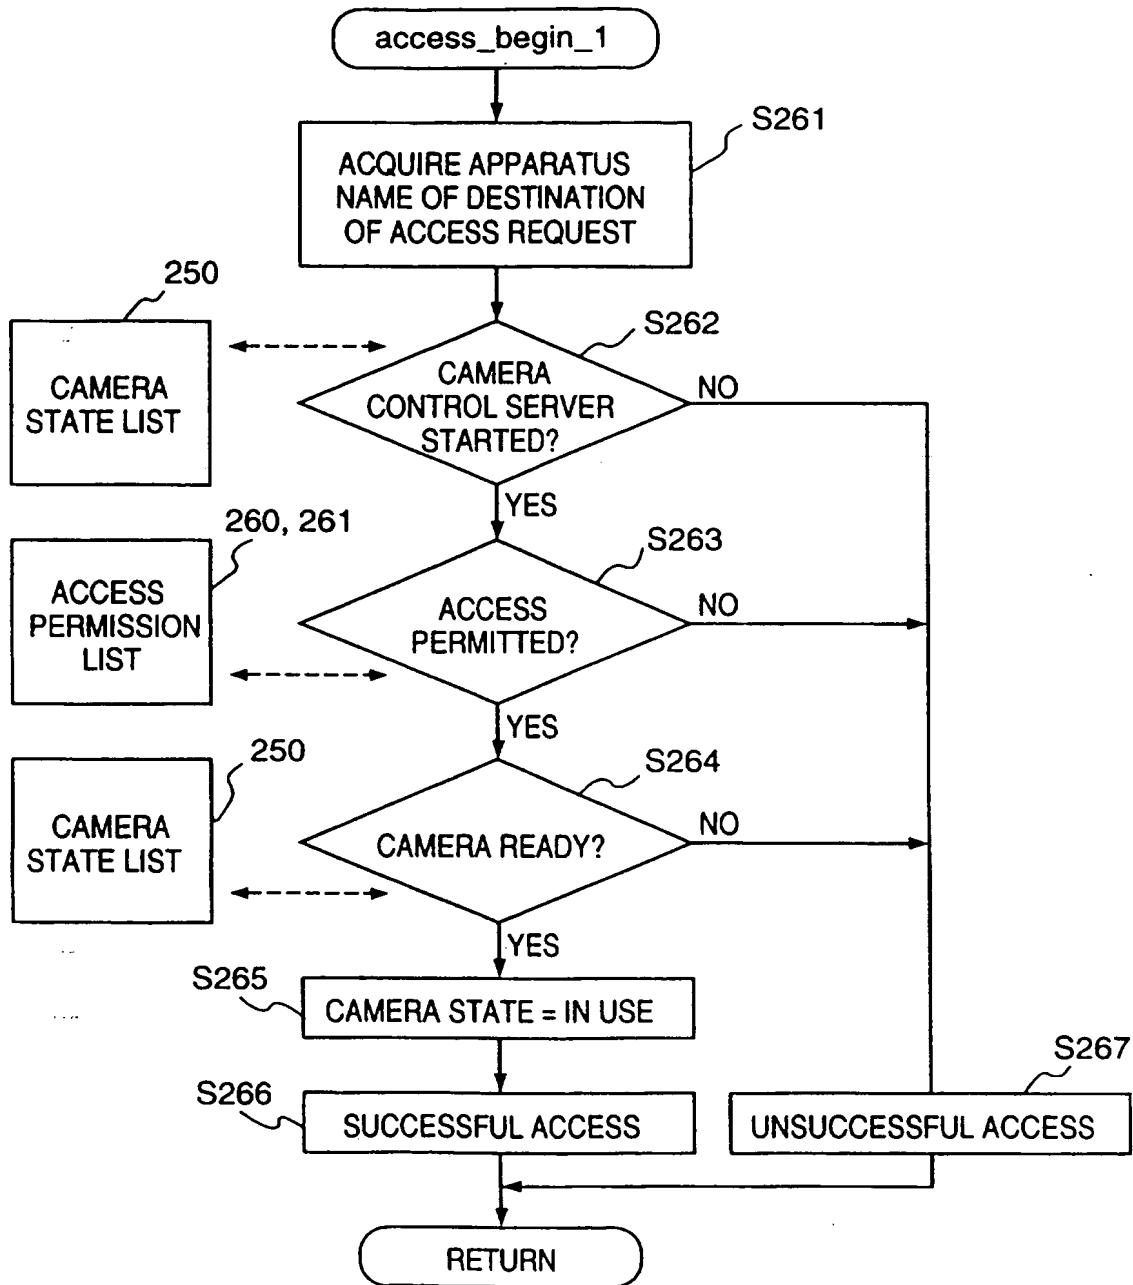 access_begin_1
S261
ACQUIRE APPARATUS
NAME OF DESTINATION
OF ACCESS REQUEST
250
S262
CAMERA
STATE LIST
CAMERA
CONTROL SERVER
STARTED?
NO
YES
260, 261
S263
ACCESS
PERMISSION
LIST
ACCESS
PERMITTED?
NO
YES
250
S264
CAMERA
STATE LIST
CAMERA READY?
NO
YES
S265
CAMERA STATE = IN USE
S267
S266
SUCCESSFUL ACCESS
UNSUCCESSFUL ACCESS
RETURN